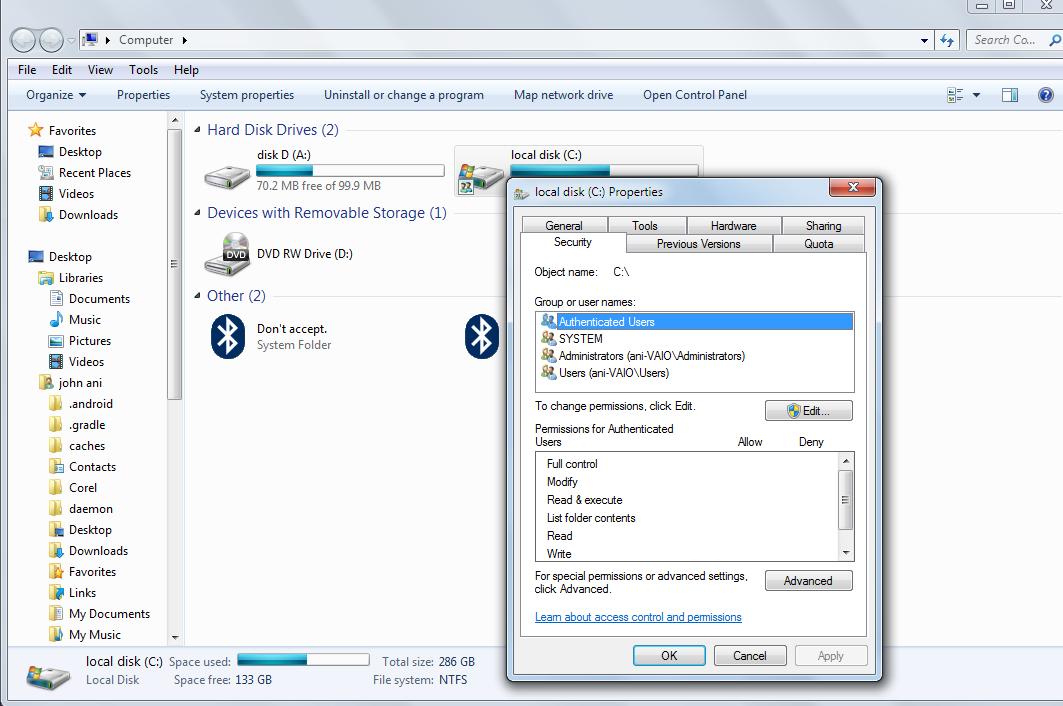 Computer
Search Co...
File Edit View Tools Help
Organize Properties System properties Uninstall or change a program Map network drive Open Control Panel
Favorites
Desktop
Recent Places
Videos
Downloads
Desktop
Libraries
Documents
Music
Pictures
Videos
john ani
.android
.gradle
caches
Contacts
Corel
daemon
Desktop
Downloads
Favorites
Links
My Documents
My Music
Hard Disk Drives (2)
disk D (A:)
70.2 MB free of 99.9 MB
local disk (C:)
Devices with Removable Storage (1)
DVD
DVD RW Drive (D:)
Other (2)
Don't accept.
System Folder
local disk (C:) Properties
General Tools Hardware Sharing
Security Previous Versions Quota
Object name: C:\
Group or user names:
Authenticated Users
SYSTEM
Administrators (ani-VAIO\Administrators)
Users (ani-VAIO\Users)
To change permissions, click Edit.
Edit...
Permissions for Authenticated
Users Allow Deny
Full control
Modify
Read & execute
List folder contents
Read
Write
For special permissions or advanced settings,
click Advanced.
Advanced
Learn about access control and permissions
OK Cancel Apply
local disk (C:) Space used: Total size: 286 GB
Local Disk Space free: 133 GB File system: NTFS